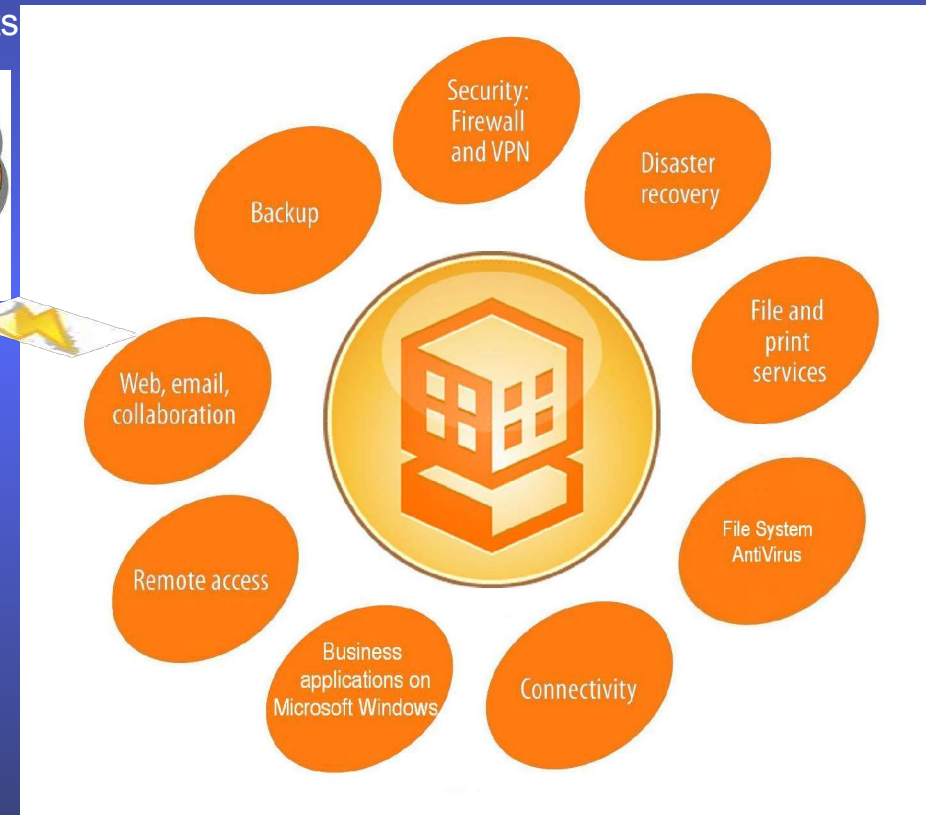 Security:
Firewall
and VPN
Disaster
recovery
Backup
File and
print
services
Web, email,
collaboration
File System
AntiVirus
Remote access
Business
applications on
Microsoft Windows
Connectivity